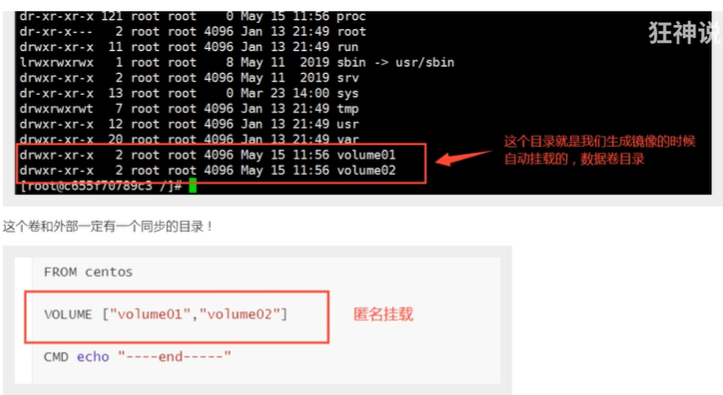 dr-xr-xr-x 121 root root    0 May 15 11:56 proc
dr-xr-x---   2 root root 4096 Jan 13 21:49 root
drwxr-xr-x  11 root root 4096 Jan 13 21:49 run
lrwxrwxrwx   1 root root    8 May 11  2019 sbin -> usr/sbin
drwxr-xr-x   2 root root 4096 May 11  2019 srv
dr-xr-xr-x  13 root root    0 Mar 23 14:00 sys
drwxrwxrwt   7 root root 4096 Jan 13 21:49 tmp
drwxr-xr-x  12 root root 4096 Jan 13 21:49 usr
drwxr-xr-x  20 root root 4096 Jan 13 21:49 var
drwxr-xr-x   2 root root 4096 May 15 11:56 volume01
drwxr-xr-x   2 root root 4096 May 15 11:56 volume02
[root@c655f70789c3 /]#
狂神说
这个目录就是我们生成镜像的时候
自动挂载的，数据卷目录
这个卷和外部一定有一个同步的目录！
FROM centos
VOLUME ["volume01","volume02"]
匿名挂载
CMD echo "----end-----"